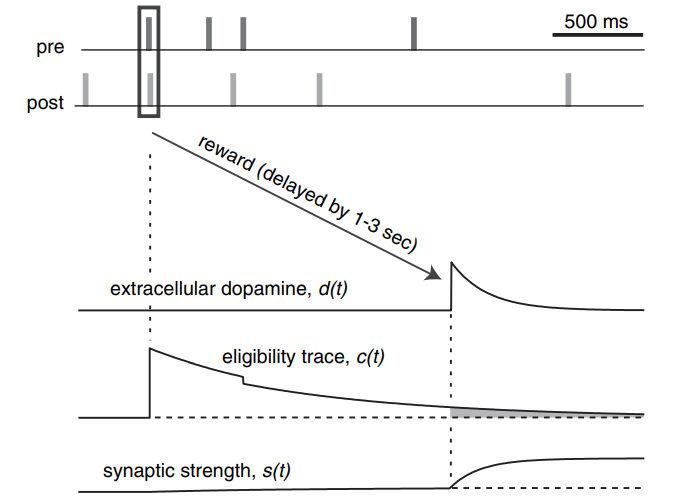 500 ms
pre
post
reward (delayed by 1-3 sec)
extracellular dopamine, d(t)
eligibility trace, c(t)
synaptic strength, s(t)